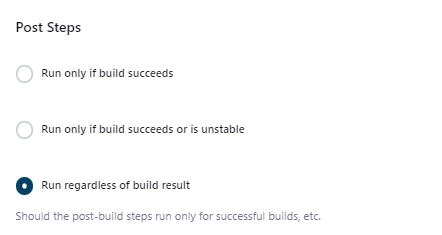 Post Steps
Run only if build succeeds
Run only if build succeeds or is unstable
Run regardless of build result
Should the post-build steps run only for successful builds, etc.